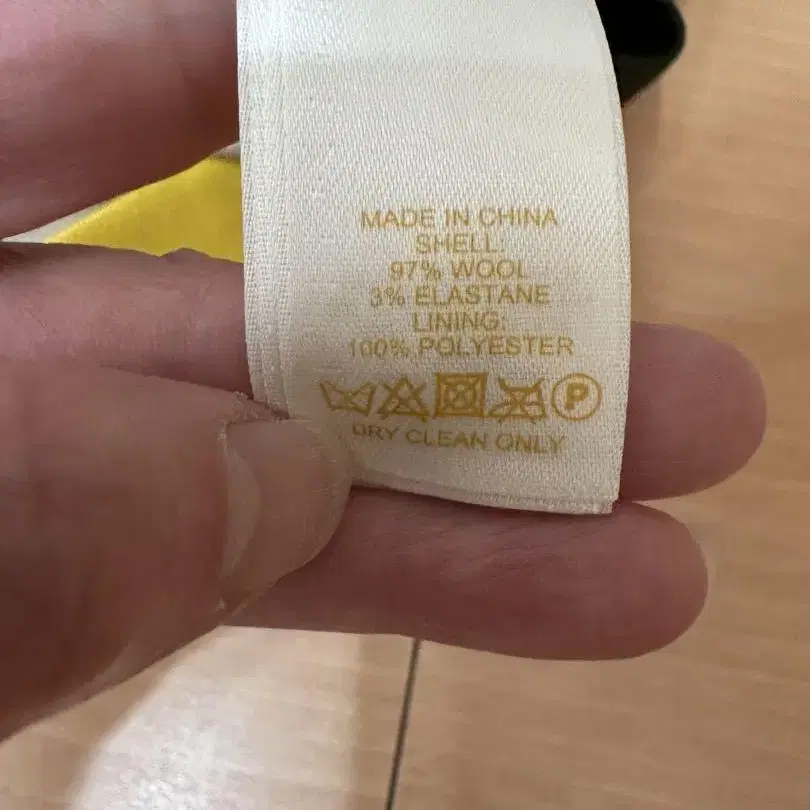 MADE IN CHINA
SHELL:
97% WOOL
3% ELASTANE
LINING:
100% POLYESTER
P
DRY CLEAN ONLY